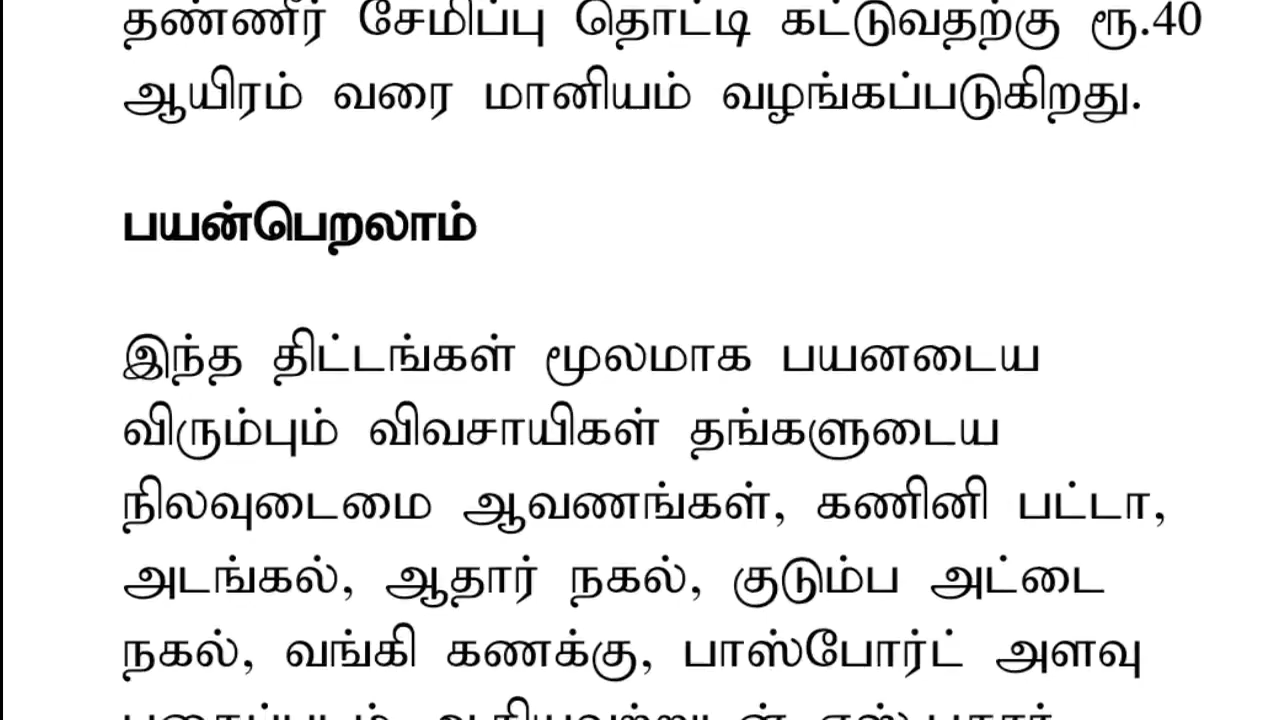 தண்ணீர் சேமிப்பு தொட்டி கட்டுவதற்கு ரூ.40
ஆயிரம் வரை மானியம் வழங்கப்படுகிறது.
பயன்பெறலாம்
இந்த திட்டங்கள் மூலமாக பயனடைய
விரும்பும் விவசாயிகள் தங்களுடைய
நிலவுடைமை ஆவணங்கள், கணினி பட்டா,
அடங்கல், ஆதார் நகல், குடும்ப அட்டை
நகல், வங்கி கணக்கு, பாஸ்போர்ட் அளவு